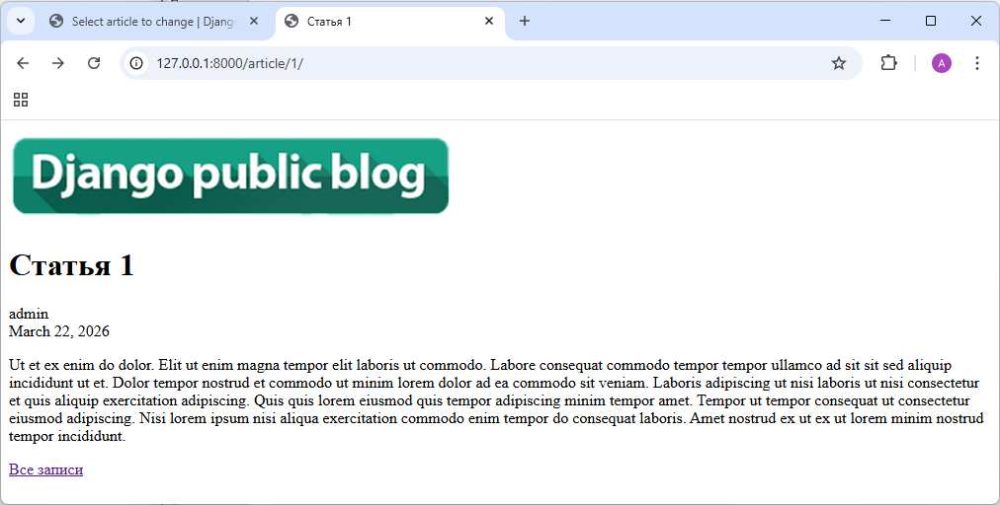 Select article to change | Djang
Статья 1
127.0.0.1:8000/article/1/
A
Django public blog
Статья 1
admin
March 22, 2026
Ut et ex enim do dolor. Elit ut enim magna tempor elit laboris ut commodo. Labore consequat commodo tempor tempor ullamco ad sit sit sed aliquip
incididunt ut et. Dolor tempor nostrud et commodo ut minim lorem dolor ad ea commodo sit veniam. Laboris adipiscing ut nisi laboris ut nisi consectetur
et quis aliquip exercitation adipiscing. Quis quis lorem eiusmod quis tempor adipiscing minim tempor amet. Tempor ut tempor consequat ut consectetur
eiusmod adipiscing. Nisi lorem ipsum nisi aliqua exercitation commodo enim tempor do consequat laboris. Amet nostrud ex ut ex ut lorem minim nostrud
tempor incididunt.
Все записи